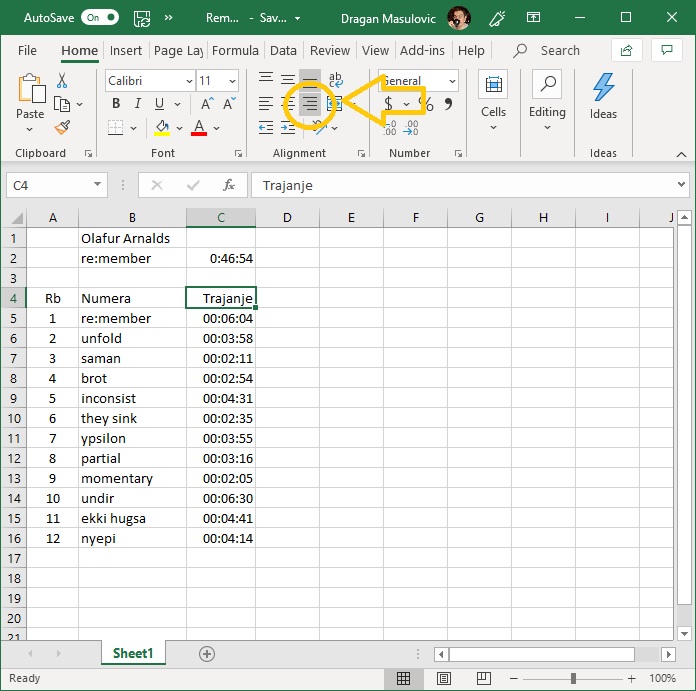 AutoSave On Rem... - Sav... Dragan Masulovic
File Home Insert Page Lay Formula Data Review View Add-ins Help Search
Calibri 11 ab General
Paste B I U A A $ % 9 Cells Editing Ideas
A .00 .00
Clipboard Font Alignment Number Ideas
C4 fx Trajanje
A B C D E F G H I J
1 Olafur Arnalds
2 re:member 0:46:54
3
4 Rb Numera Trajanje
5 1 re:member 00:06:04
6 2 unfold 00:03:58
7 3 saman 00:02:11
8 4 brot 00:02:54
9 5 inconsist 00:04:31
10 6 they sink 00:02:35
11 7 ypsilon 00:03:55
12 8 partial 00:03:16
13 9 momentary 00:02:05
14 10 undir 00:06:30
15 11 ekki hugsa 00:04:41
16 12 nyepi 00:04:14
17
18
19
20
21
Sheet1
Ready 100%